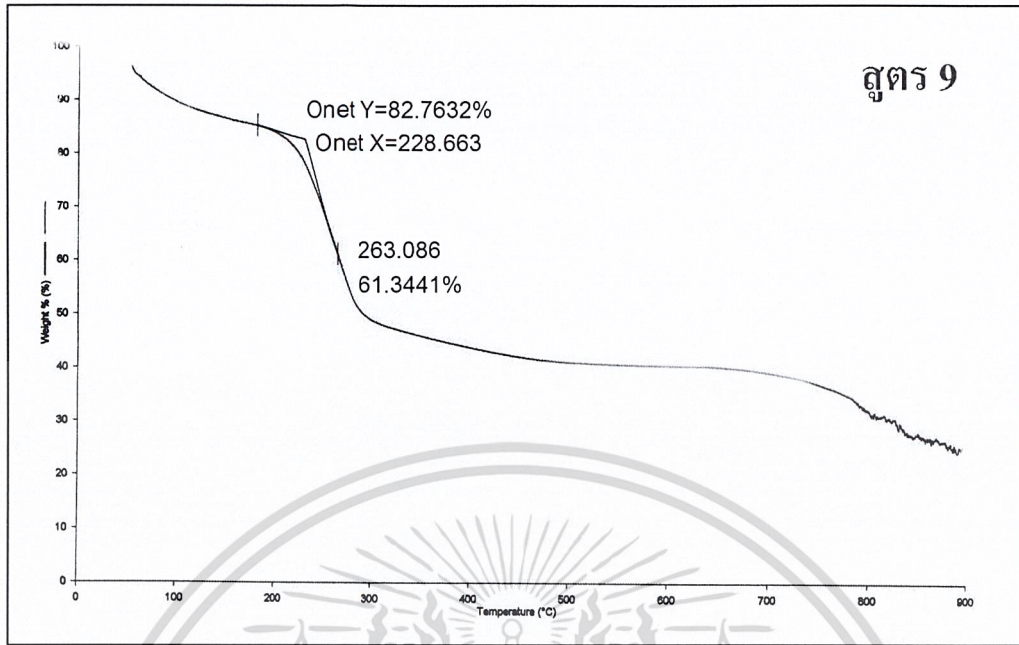 สูตร 9
Onet Y=82.7632%
Onet X=228.663
263.086
61.3441%
Weight % (%)
100
90
80
70
60
50
40
30
20
10
0
0 100 200 300 400 500 600 700 800 900
Temperature (°C)